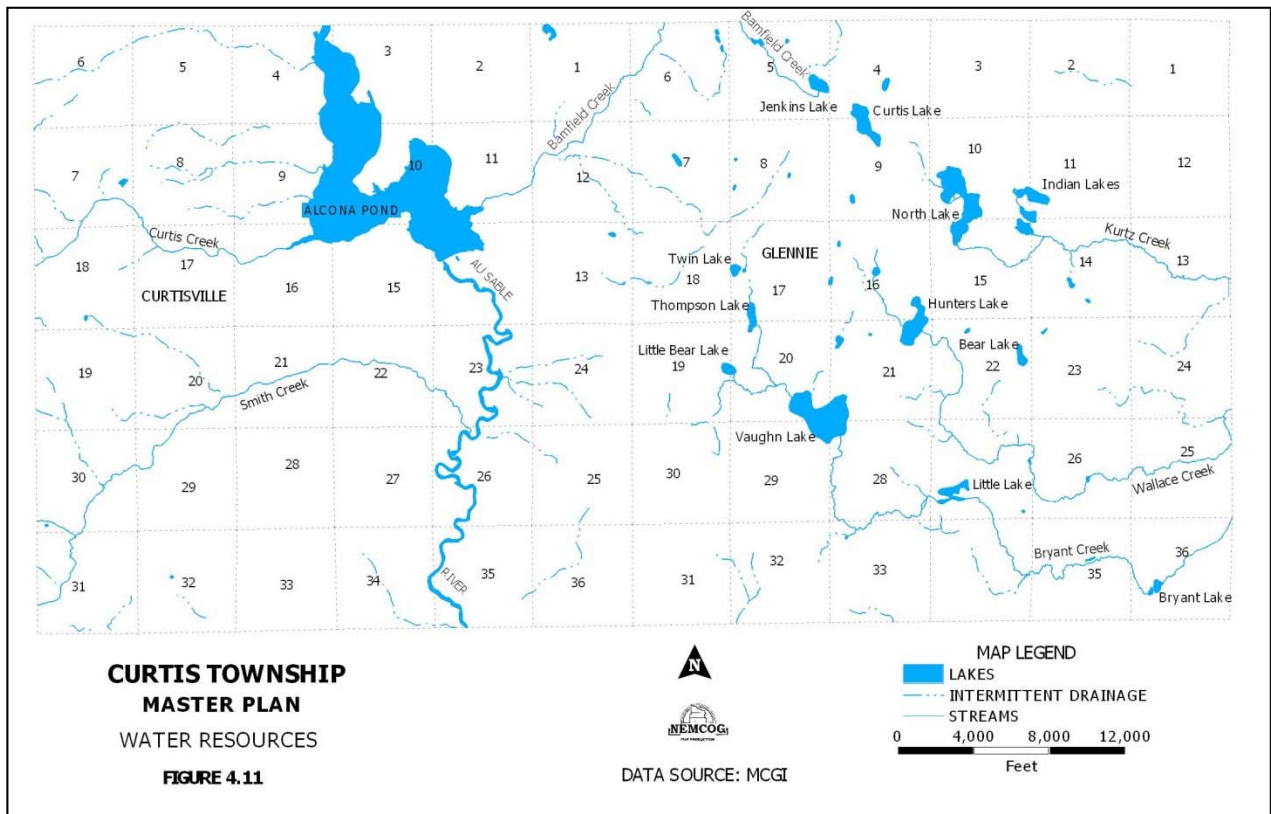 Bamfield Creek
3
6
5
4
2
1
6
5
4
3
2
1
Jenkins Lake
Curtis Lake
Bamfield Creek
7
8
9
10
11
12
7
8
9
10
11
12
Indian Lakes
ALCONA POND
North Lake
Curtis Creek
Kurtz Creek
18
17
16
15
AU SABLE
13
Twin Lake
GLENNIE
18
17
16
15
14
13
CURTISVILLE
Thompson Lake
Hunters Lake
Little Bear Lake
Bear Lake
19
20
21
22
23
24
19
20
21
22
23
24
Smith Creek
Vaughn Lake
30
29
28
27
26
25
30
29
28
Little Lake
26
25
Wallace Creek
Bryant Creek
31
32
33
34
RIVER
35
36
31
32
33
35
36
Bryant Lake
CURTIS TOWNSHIP
MASTER PLAN
WATER RESOURCES
FIGURE 4.11
N
NEMCOG
MAP PRODUCTION
DATA SOURCE: MCGI
MAP LEGEND
LAKES
INTERMITTENT DRAINAGE
STREAMS
0 4,000 8,000 12,000
Feet